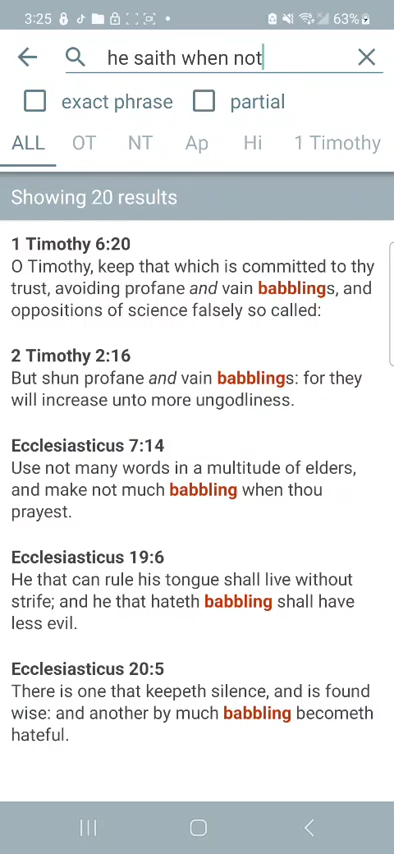 3:25
63%
he saith when not
exact phrase partial
ALL OT NT Ap Hi 1 Timothy
Showing 20 results
1 Timothy 6:20
O Timothy, keep that which is committed to thy
trust, avoiding profane and vain babblings, and
oppositions of science falsely so called:
2 Timothy 2:16
But shun profane and vain babblings: for they
will increase unto more ungodliness.
Ecclesiasticus 7:14
Use not many words in a multitude of elders,
and make not much babbling when thou
prayest.
Ecclesiasticus 19:6
He that can rule his tongue shall live without
strife; and he that hateth babbling shall have
less evil.
Ecclesiasticus 20:5
There is one that keepeth silence, and is found
wise: and another by much babbling becometh
hateful.